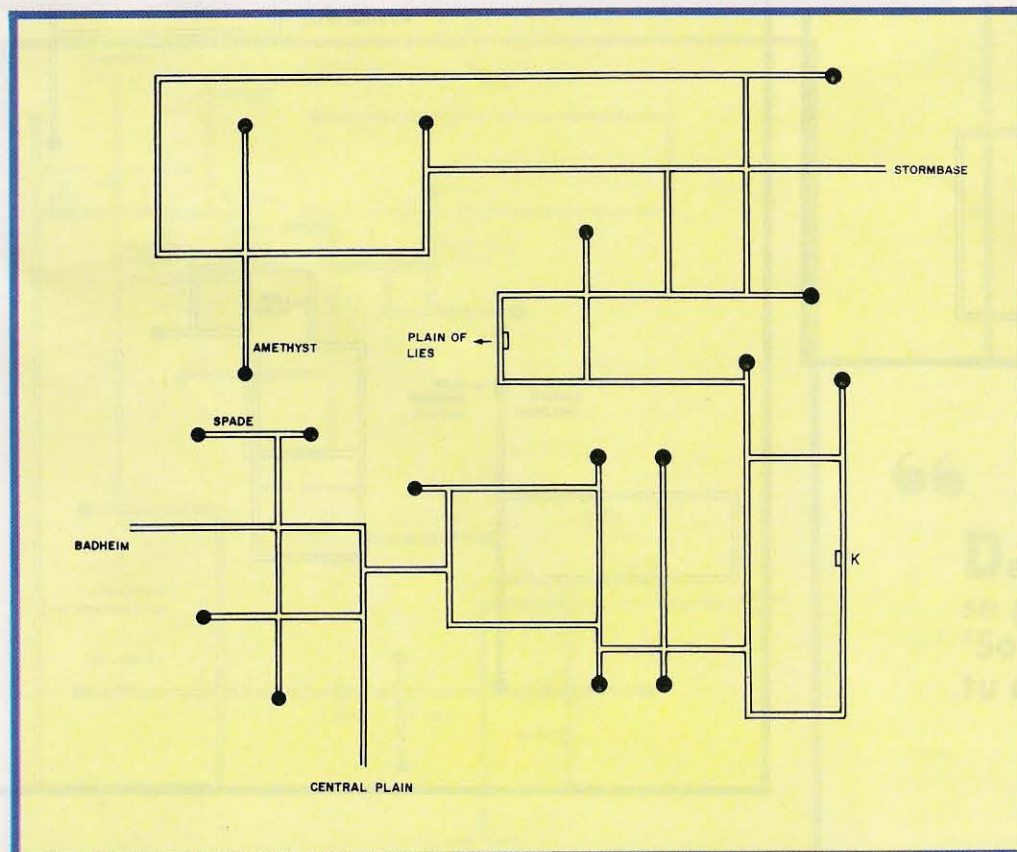 STORMBASE
PLAIN OF
LIES
AMETHYST
SPADE
BADHEIM
K
CENTRAL PLAIN